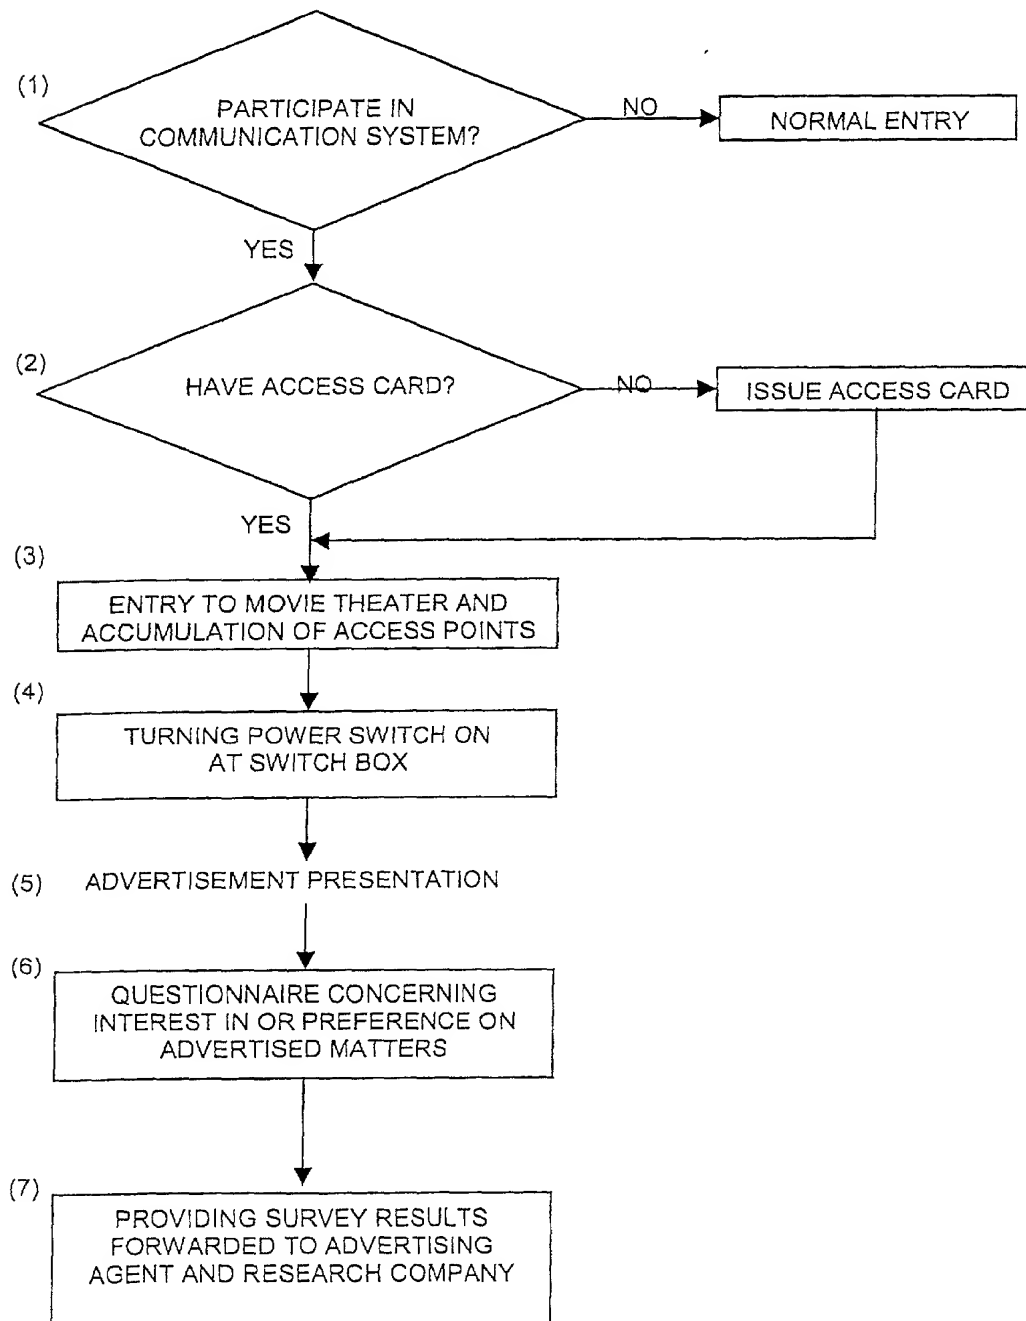 (1)
PARTICIPATE IN
COMMUNICATION SYSTEM?
NO
NORMAL ENTRY
YES
(2)
HAVE ACCESS CARD?
NO
ISSUE ACCESS CARD
YES
(3)
ENTRY TO MOVIE THEATER AND
ACCUMULATION OF ACCESS POINTS
(4)
TURNING POWER SWITCH ON
AT SWITCH BOX
(5)
ADVERTISEMENT PRESENTATION
(6)
QUESTIONNAIRE CONCERNING
INTEREST IN OR PREFERENCE ON
ADVERTISED MATTERS
(7)
PROVIDING SURVEY RESULTS
FORWARDED TO ADVERTISING
AGENT AND RESEARCH COMPANY